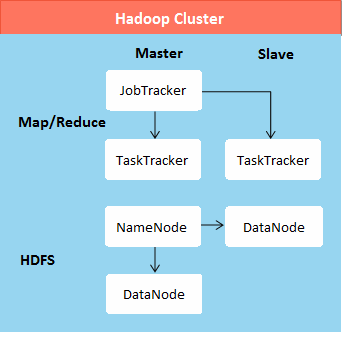 Hadoop Cluster
Master
Slave
JobTracker
Map/Reduce
TaskTracker
TaskTracker
NameNode
DataNode
HDFS
DataNode